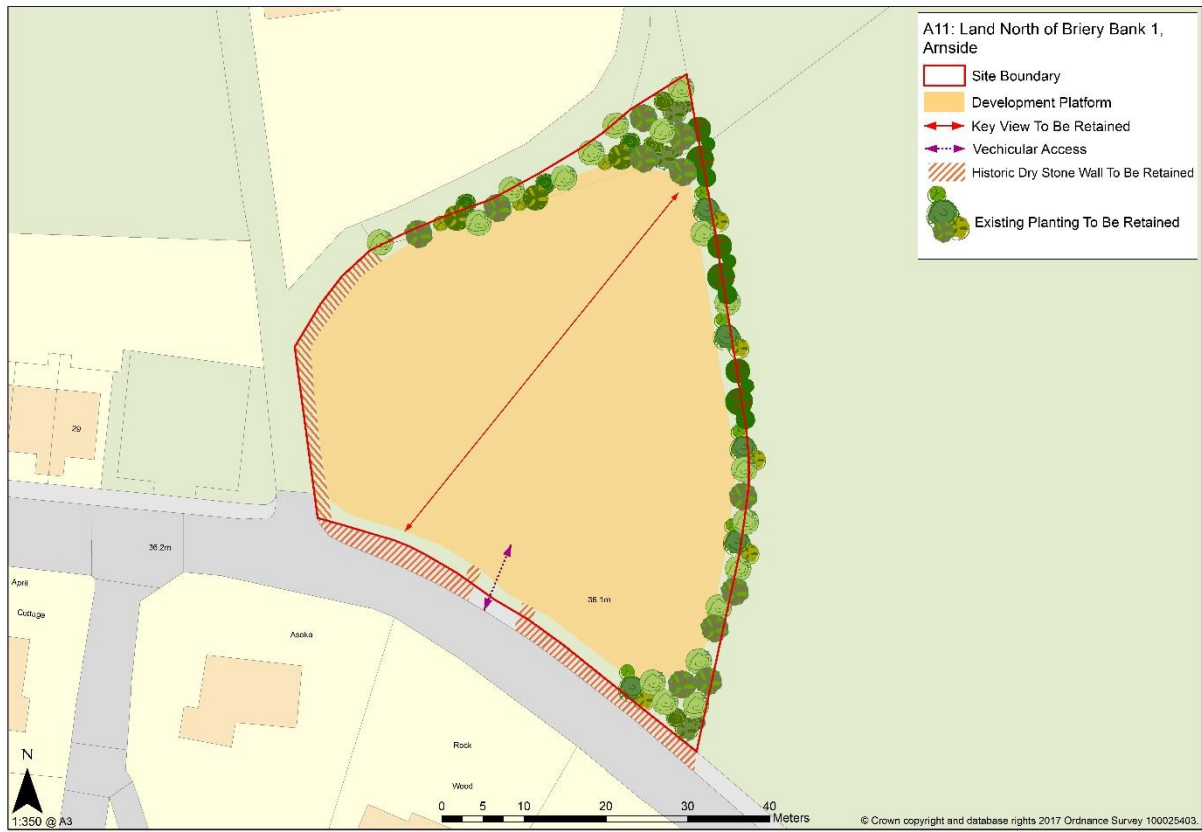 A11: Land North of Briery Bank 1,
Arnside
Site Boundary
Development Platform
Key View To Be Retained
Vechicular Access
Historic Dry Stone Wall To Be Retained
Existing Planting To Be Retained
29
36.2m
April
Cottage
Asoka
36.1m
Rock
Wood
N
1:350 @ A3
0 5 10 20 30 40
Meters
© Crown copyright and database rights 2017 Ordnance Survey 100025403.